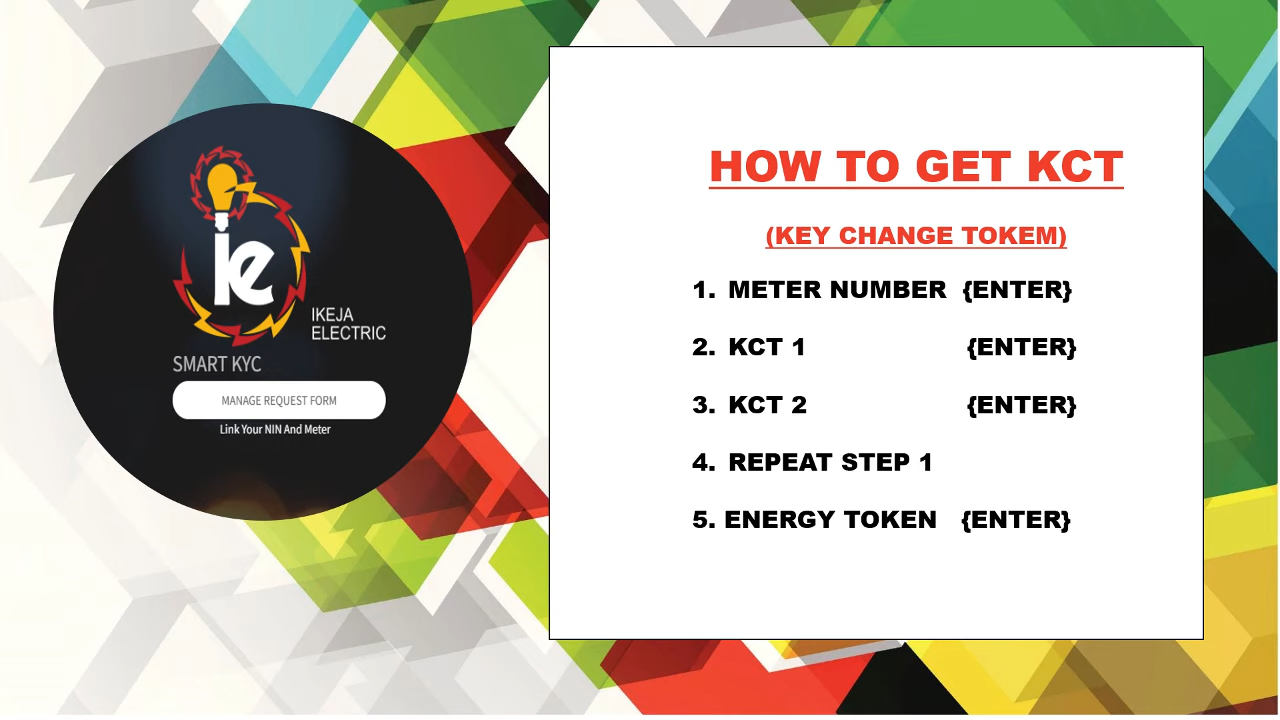 ie
IKEJA
ELECTRIC
SMART KYC
MANAGE REQUEST FORM
Link Your NIN And Meter
HOW TO GET KCT
(KEY CHANGE TOKEM)
1. METER NUMBER {ENTER}
2. KCT 1 {ENTER}
3. KCT 2 {ENTER}
4. REPEAT STEP 1
5. ENERGY TOKEN {ENTER}